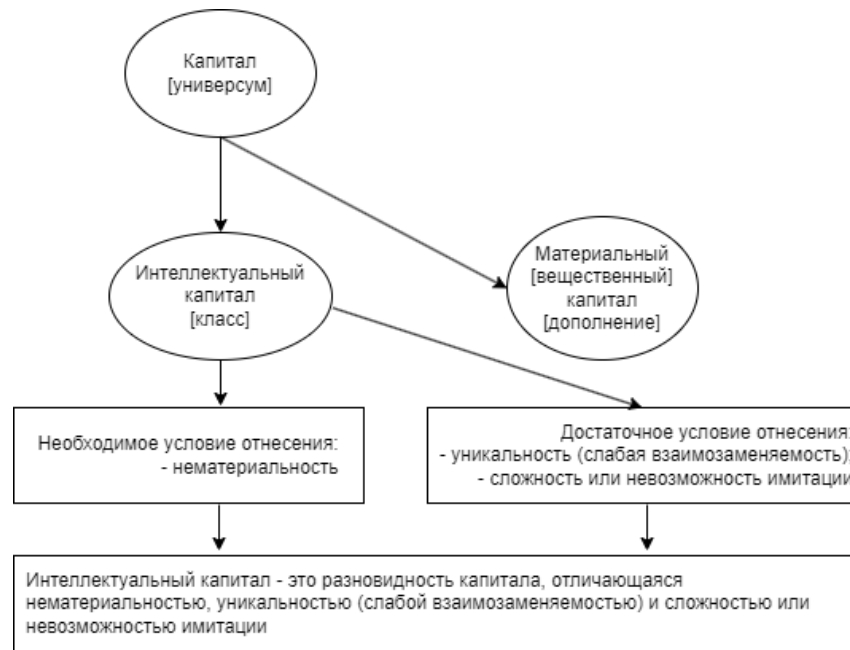 Капитал
[универсум]
Интеллектуальный
капитал
[класс]
Материальный
[вещественный]
капитал
[дополнение]
Необходимое условие отнесения:
- нематериальность
Достаточное условие отнесения:
- уникальность (слабая взаимозаменяемость);
- сложность или невозможность имитации
Интеллектуальный капитал - это разновидность капитала, отличающаяся
нематериальностью, уникальностью (слабой взаимозаменяемостью) и сложностью или
невозможностью имитации